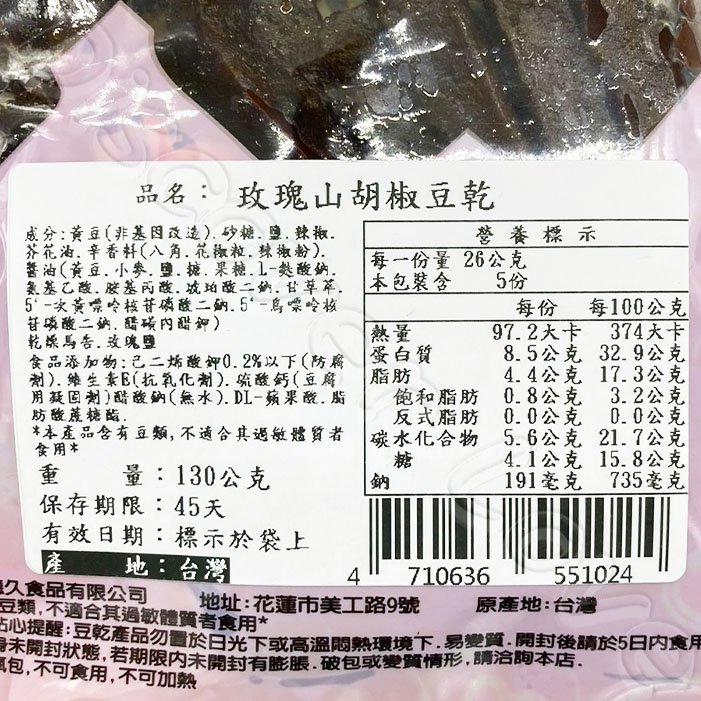 品名：玫瑰山胡椒豆乾
成分:黃豆(非基因改造).砂糖.鹽.辣椒.
芥花油.辛香料(八角.花椒粒.辣椒粉).
醬油(黃豆.小麥.鹽.糖.果糖.L-麩酸鈉.
氨基乙酸.胺基丙酸.琥珀酸二鈉.甘草萃.
5'-次黃嘌呤核苷磷酸二鈉.5'-鳥嘌呤核
苷磷酸二鈉.醋磺內酯鉀)
乾燥馬告.玫瑰鹽
食品添加物:己二烯酸鉀0.2%以下(防腐
劑).維生素E(抗氧化劑).硫酸鈣(豆腐
用凝固劑)醋酸鈉(無水).DL-蘋果酸.脂
肪酸蔗糖酯.
*本產品含有豆類,不適合其過敏體質者
食用*
重 量：130公克
保存期限：45天
有效日期：標示於袋上
產 地：台灣
營養標示
每一份量 26公克
本包裝含 5份
每份 每100公克
熱量 97.2大卡 374大卡
蛋白質 8.5公克 32.9公克
脂肪 4.4公克 17.3公克
飽和脂肪 0.8公克 3.2公克
反式脂肪 0.0公克 0.0公克
碳水化合物 5.6公克 21.7公克
糖 4.1公克 15.8公克
鈉 191毫克 735毫克
4 710636 551024
久食品有限公司 地址:花蓮市美工路9號 原產地:台灣
豆類,不適合其過敏體質者食用*
心提醒:豆乾產品勿置於日光下或高溫悶熱環境下.易變質.開封後請於5日內食用
未開封狀態,若期限內未開封有膨脹.破包或變質情形,請洽詢本店.
包,不可食用,不可加熱